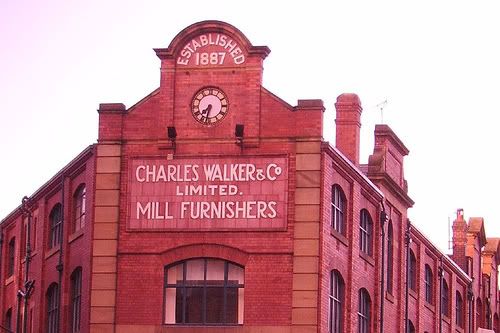 ESTABLISHED
1887
CHARLES WALKER & Co
LIMITED.
MILL FURNISHERS